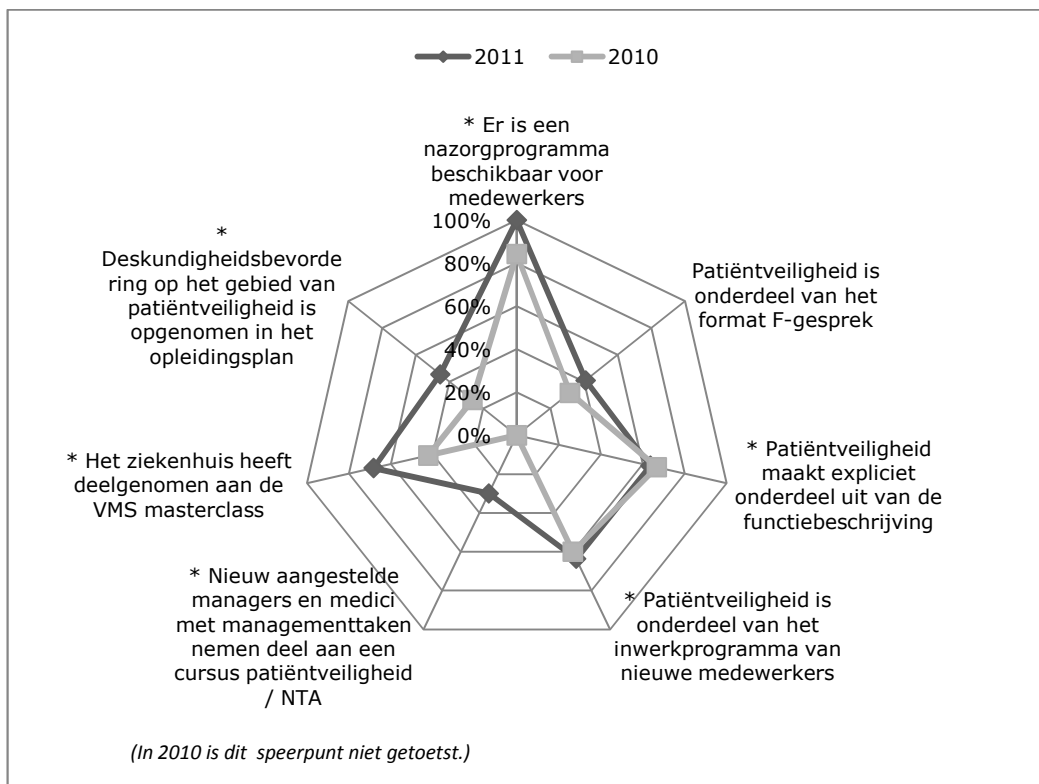 2011 2010
* Er is een
nazorgprogramma
beschikbaar voor
medewerkers
100%
80%
60%
40%
20%
0%
Patiëntveiligheid is
onderdeel van het
format F-gesprek
* Patiëntveiligheid
maakt expliciet
onderdeel uit van de
functiebeschrijving
* Patiëntveiligheid is
onderdeel van het
inwerkprogramma van
nieuwe medewerkers
* Nieuw aangestelde
managers en medici
met managementtaken
nemen deel aan een
cursus patiëntveiligheid
/ NTA
* Het ziekenhuis heeft
deelgenomen aan de
VMS masterclass
*
Deskundigheidsbevorde
ring op het gebied van
patiëntveiligheid is
opgenomen in het
opleidingsplan
(In 2010 is dit speerpunt niet getoetst.)